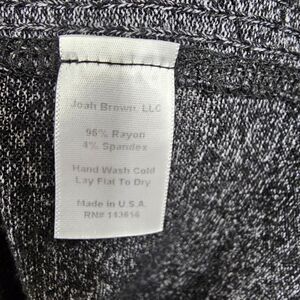 Joah Brown, LLC
96% Rayon
4% Spandex
Hand Wash Cold
Lay Flat To Dry
Made in U.S.A.
RN# 143616